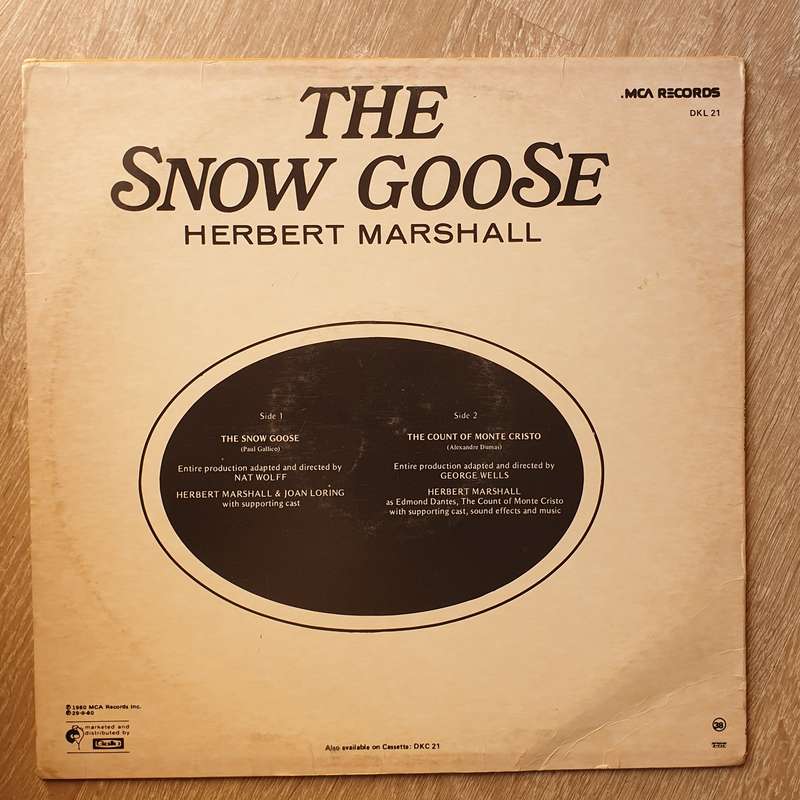 THE
SNOW GOOSE
HERBERT MARSHALL
.MCA RECORDS
DKL 21
Side 1
THE SNOW GOOSE
(Paul Gallico)
Entire production adapted and directed by
NAT WOLFF
HERBERT MARSHALL & JOAN LORING
with supporting cast
Side 2
THE COUNT OF MONTE CRISTO
(Alexandre Dumas)
Entire production adapted and directed by
GEORGE WELLS
HERBERT MARSHALL
as Edmond Dantes, The Count of Monte Cristo
with supporting cast, sound effects and music
℗ 1980 MCA Records Inc.
marketed and
distributed by
Also available on Cassette: DKC 21
38